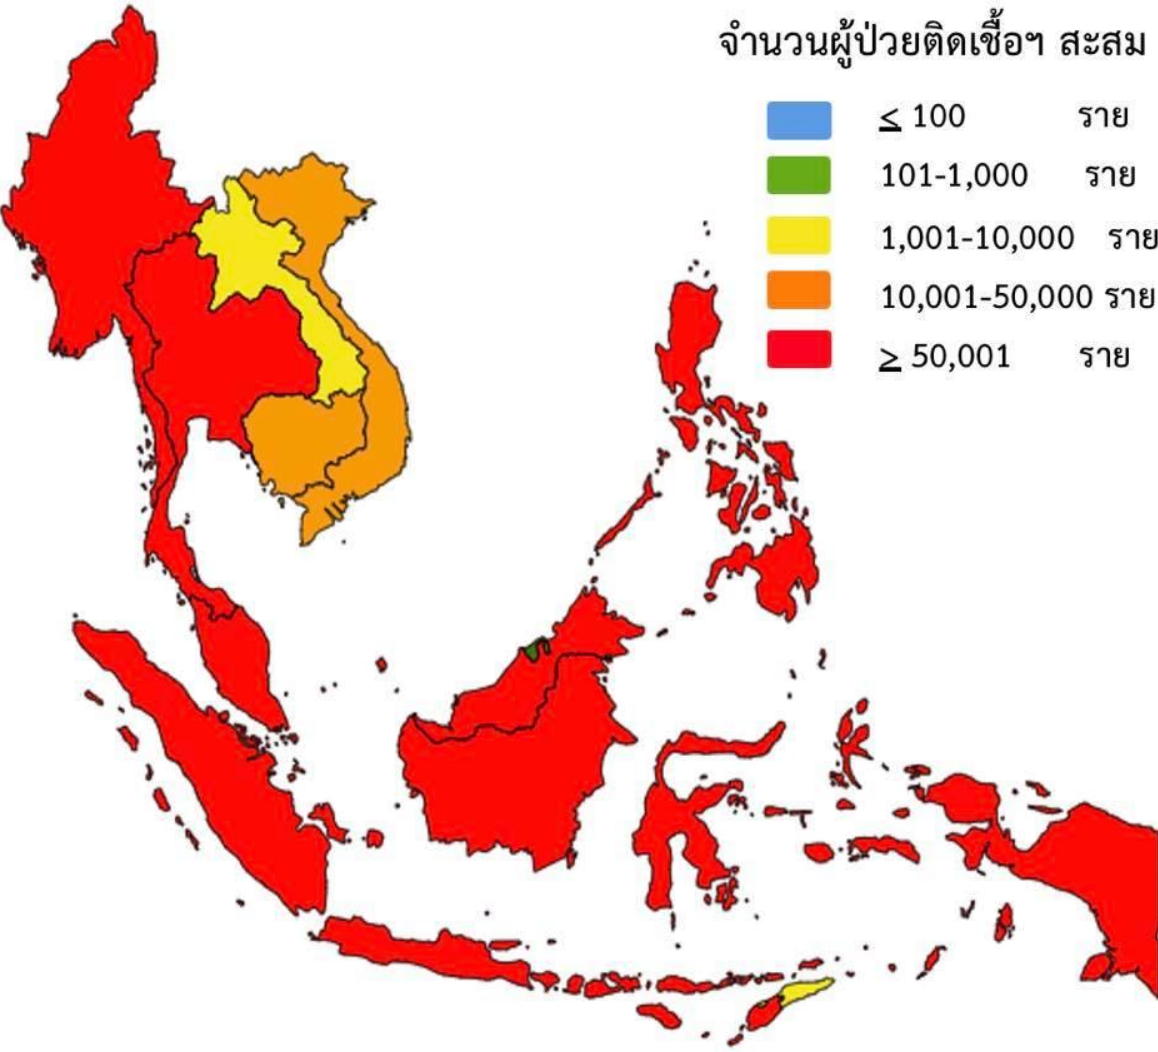 จำนวนผู้ป่วยติดเชื้อฯ สะสม
≤ 100 ราย
101-1,000 ราย
1,001-10,000 ราย
10,001-50,000 ราย
≥ 50,001 ราย